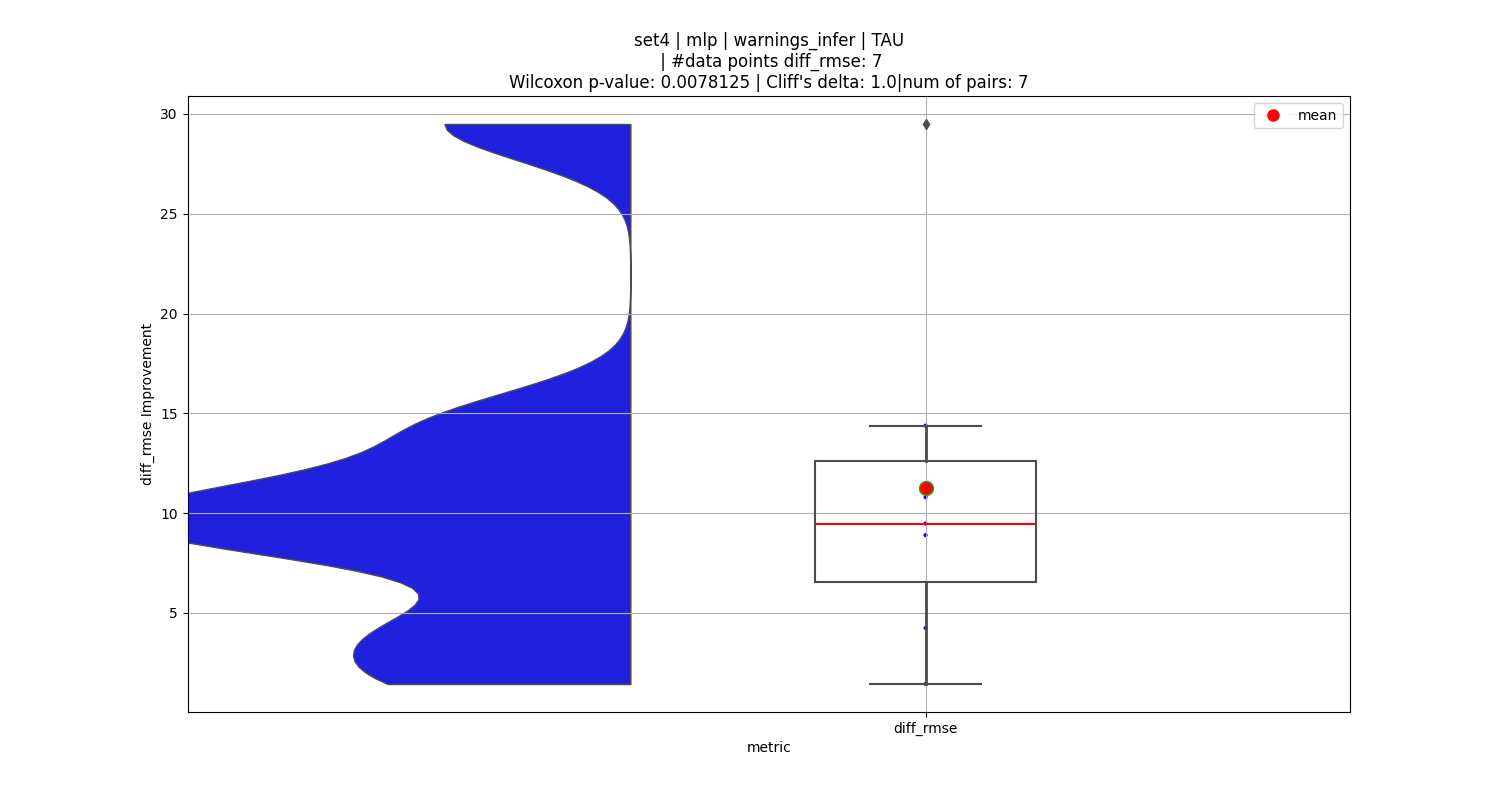 set4 | mlp | warnings_infer | TAU
| #data points diff_rmse: 7
Wilcoxon p-value: 0.0078125 | Cliff's delta: 1.0|num of pairs: 7
mean
30
25
20
15
10
5
diff_rmse Improvement
diff_rmse
metric